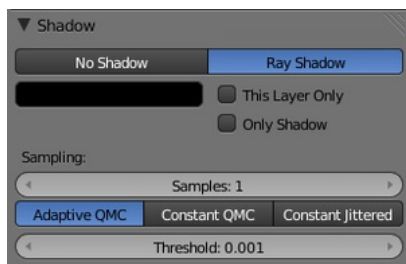 Shadow
No Shadow
Ray Shadow
This Layer Only
Only Shadow
Sampling:
Samples: 1
Adaptive QMC
Constant QMC
Constant Jittered
Threshold: 0.001